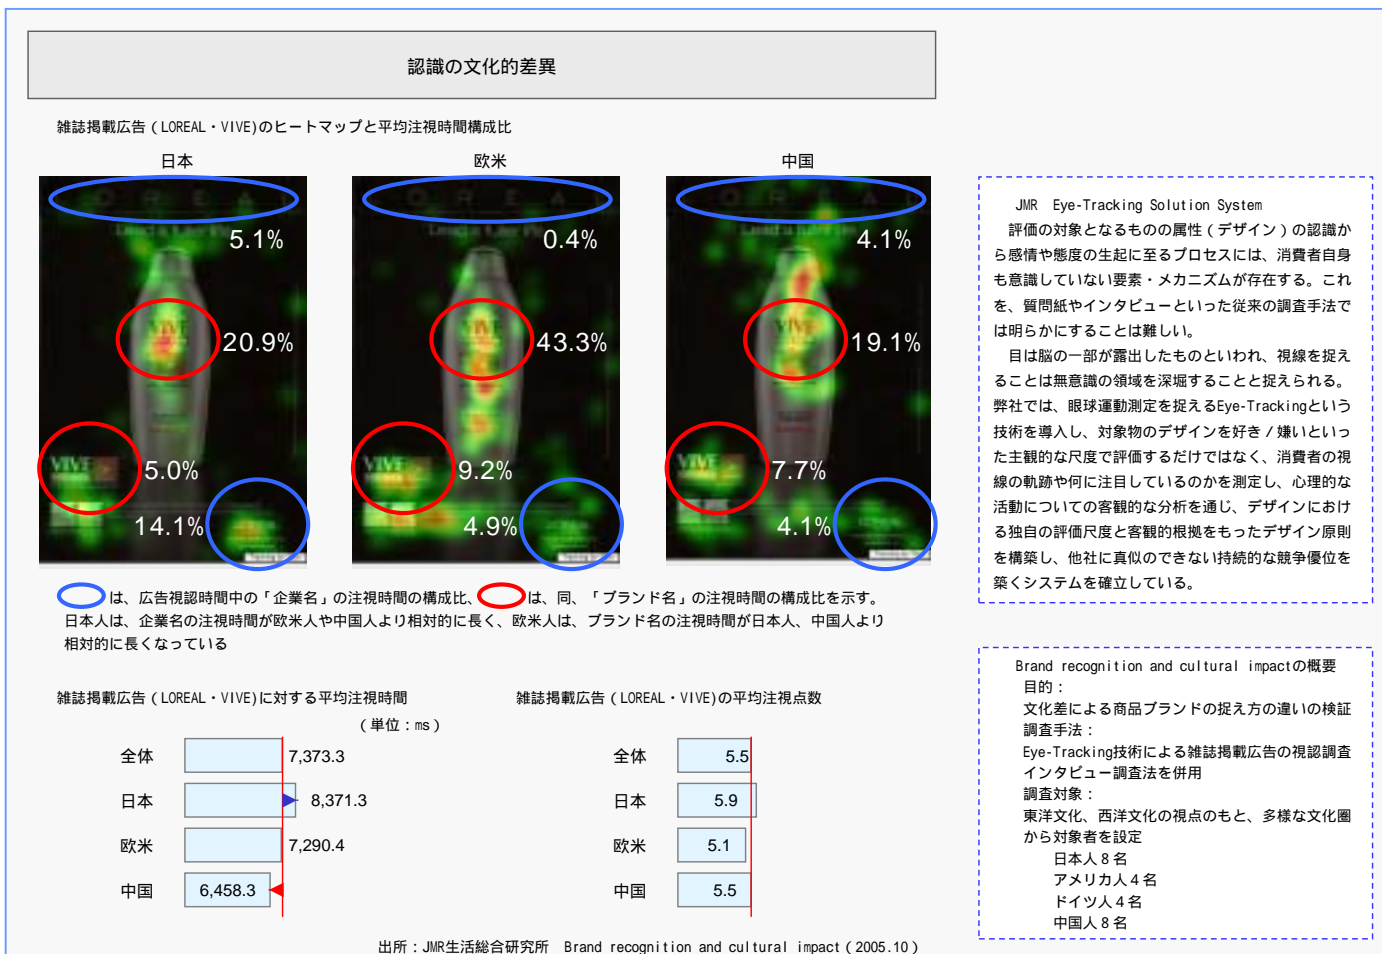 認識の文化的差異
雑誌掲載広告(LOREAL・VIVE)のヒートマップと平均注視時間構成比
日本
欧米
中国
O R E A L
5.1%
VIVE
20.9%
VIVE
5.0%
14.1%
O R E A L
0.4%
VIVE
43.3%
VIVE
9.2%
4.9%
O R E A L
4.1%
VIVE
19.1%
VIVE
7.7%
4.1%
は、広告視認時間中の「企業名」の注視時間の構成比、 は、同、「ブランド名」の注視時間の構成比を示す。
日本人は、企業名の注視時間が欧米人や中国人より相対的に長く、欧米人は、ブランド名の注視時間が日本人、中国人より
相対的に長くなっている
雑誌掲載広告(LOREAL・VIVE)に対する平均注視時間
(単位:ms)
全体 7,373.3
日本 8,371.3
欧米 7,290.4
中国 6,458.3
雑誌掲載広告(LOREAL・VIVE)の平均注視点数
全体 5.5
日本 5.9
欧米 5.1
中国 5.5
出所:JMR生活総合研究所 Brand recognition and cultural impact(2005.10)
JMR Eye-Tracking Solution System
評価の対象となるものの属性(デザイン)の認識か
ら感情や態度の生起に至るプロセスには、消費者自身
も意識していない要素・メカニズムが存在する。これ
を、質問紙やインタビューといった従来の調査手法で
は明らかにすることは難しい。
目は脳の一部が露出したものといわれ、視線を捉え
ることは無意識の領域を深堀することと捉えられる。
弊社では、眼球運動測定を捉えるEye-Trackingという
技術を導入し、対象物のデザインを好き/嫌いといっ
た主観的な尺度で評価するだけではなく、消費者の視
線の軌跡や何に注目しているのかを測定し、心理的な
活動についての客観的な分析を通じ、デザインにおけ
る独自の評価尺度と客観的根拠をもったデザイン原則
を構築し、他社に真似のできない持続的な競争優位を
築くシステムを確立している。
Brand recognition and cultural impactの概要
目的:
文化差による商品ブランドの捉え方の違いの検証
調査手法:
Eye-Tracking技術による雑誌掲載広告の視認調査
インタビュー調査法を併用
調査対象:
東洋文化、西洋文化の視点のもと、多様な文化圏
から対象者を設定
日本人8名
アメリカ人4名
ドイツ人4名
中国人8名